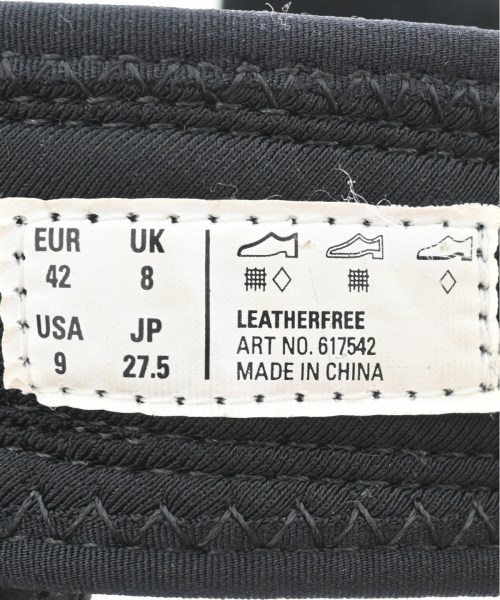 EUR UK
42 8
USA JP
9 27.5
LEATHERFREE
ART NO. 617542
MADE IN CHINA